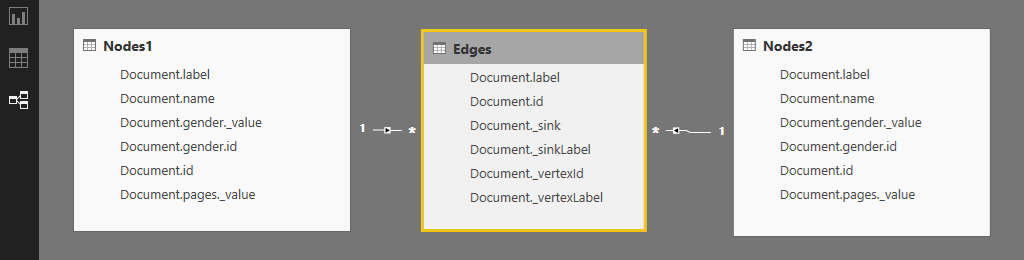 Nodes1
Document.label
Document.name
Document.gender._value
Document.gender.id
Document.id
Document.pages._value
1
*
Edges
Document.label
Document.id
Document._sink
Document._sinkLabel
Document._vertexId
Document._vertexLabel
*
1
Nodes2
Document.label
Document.name
Document.gender._value
Document.gender.id
Document.id
Document.pages._value